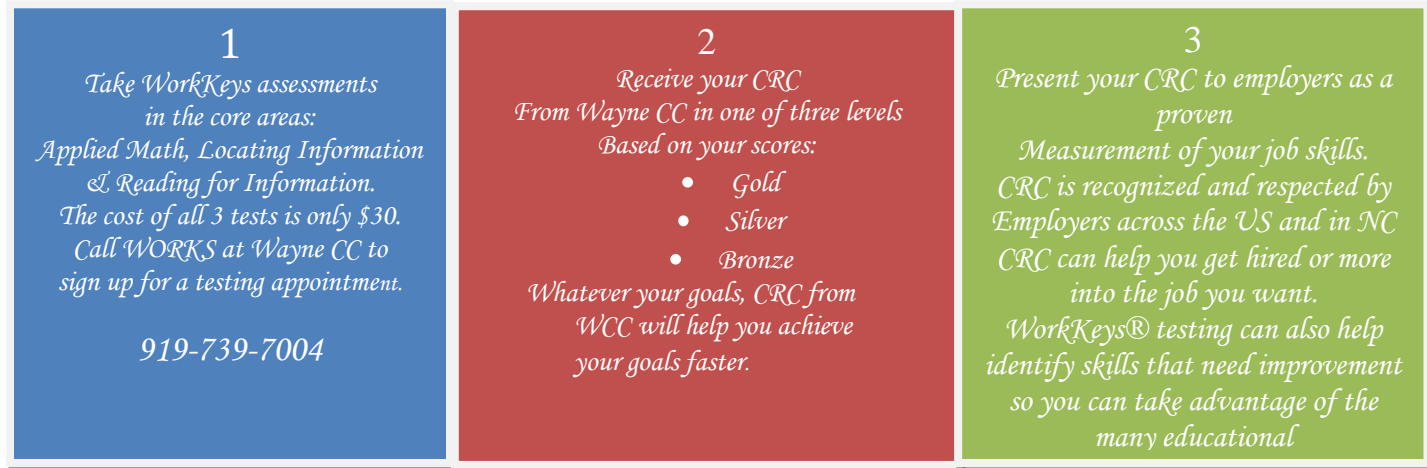 1
Take WorkKeys assessments
in the core areas:
Applied Math, Locating Information
& Reading for Information.
The cost of all 3 tests is only $30.
Call WORKS at Wayne CC to
sign up for a testing appointment.
919-739-7004
2
Receive your CRC
From Wayne CC in one of three levels
Based on your scores:
• Gold
• Silver
• Bronze
Whatever your goals, CRC from
WCC will help you achieve
your goals faster.
3
Present your CRC to employers as a
proven
Measurement of your job skills.
CRC is recognized and respected by
Employers across the US and in NC
CRC can help you get hired or more
into the job you want.
WorkKeys® testing can also help
identify skills that need improvement
so you can take advantage of the
many educational